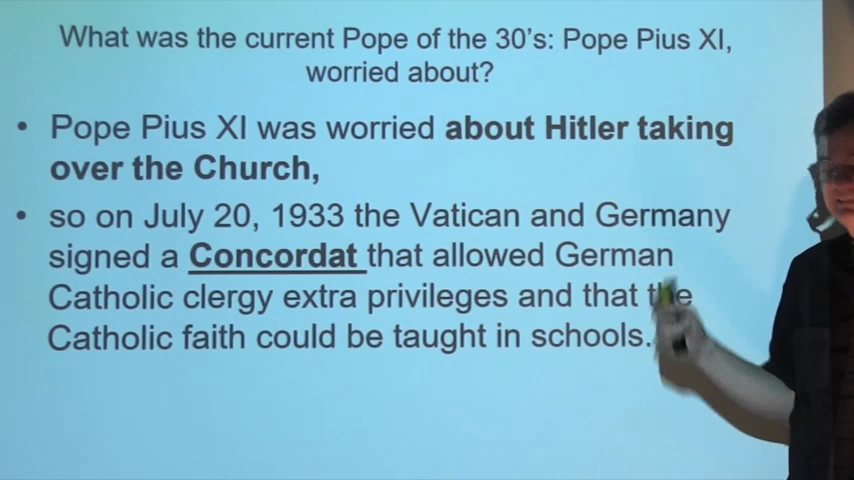 What was the current Pope of the 30's: Pope Pius XI,
worried about?
• Pope Pius XI was worried about Hitler taking
over the Church,
• so on July 20, 1933 the Vatican and Germany
signed a Concordat that allowed German
Catholic clergy extra privileges and that the
Catholic faith could be taught in schools.